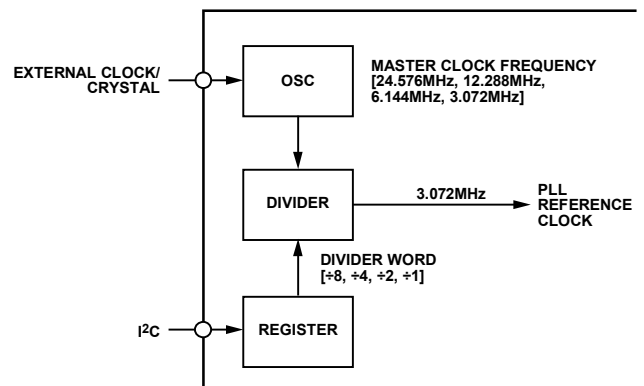 EXTERNAL CLOCK/
CRYSTAL
OSC
MASTER CLOCK FREQUENCY
[24.576MHz, 12.288MHz,
6.144MHz, 3.072MHz]
DIVIDER
3.072MHz
PLL
REFERENCE
CLOCK
DIVIDER WORD
[÷8, ÷4, ÷2, ÷1]
I²C
REGISTER